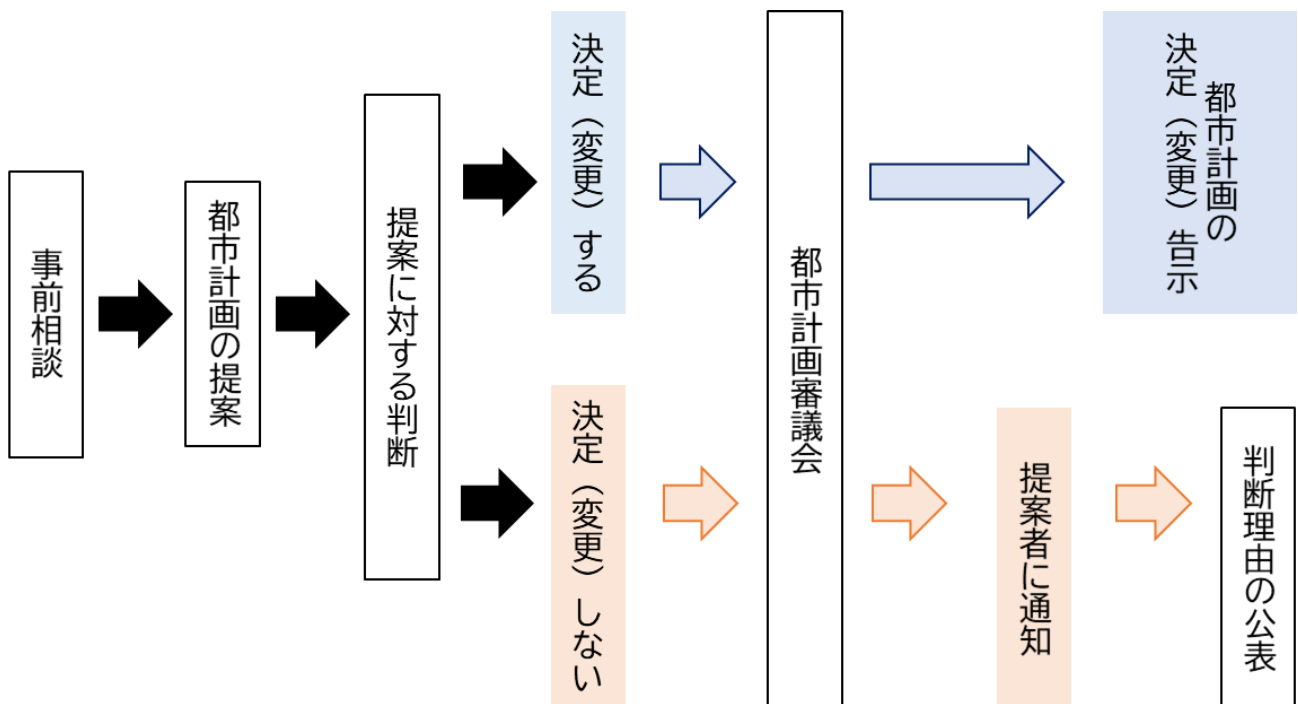 事前相談
都市計画の提案
提案に対する判断
決定（変更）する
決定（変更）しない
都市計画審議会
都市計画の
決定（変更）告示
提案者に通知
判断理由の公表